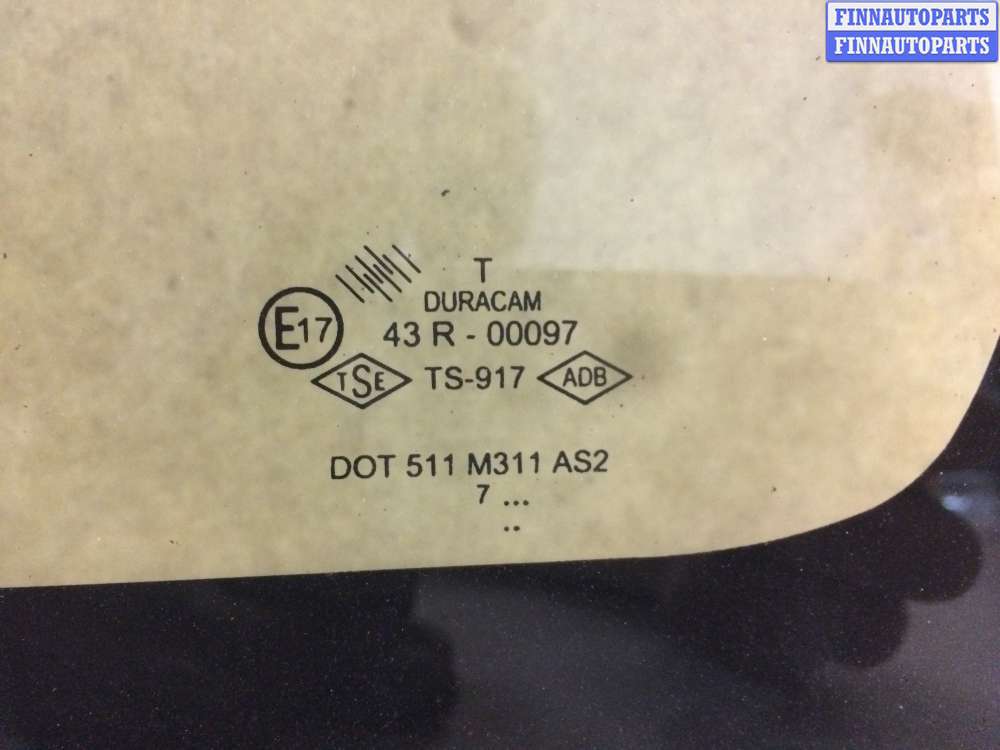 FINNAUTOPARTS
FINNAUTOPARTS
T
DURACAM
E17
43 R - 00097
TSE TS-917 ADB
DOT 511 M311 AS2
7 ...
..